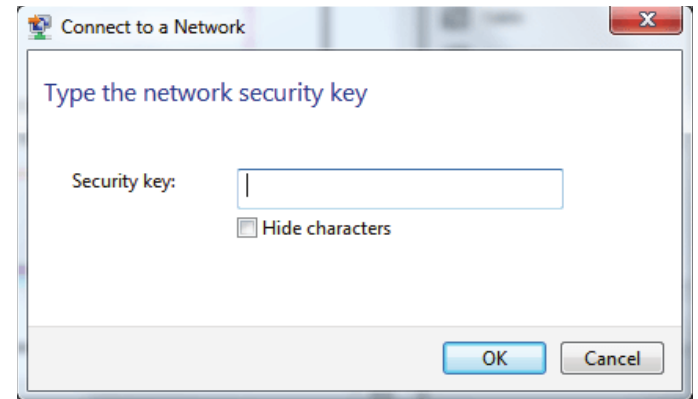 Connect to a Network
Type the network security key
Security key:
Hide characters
OK Cancel